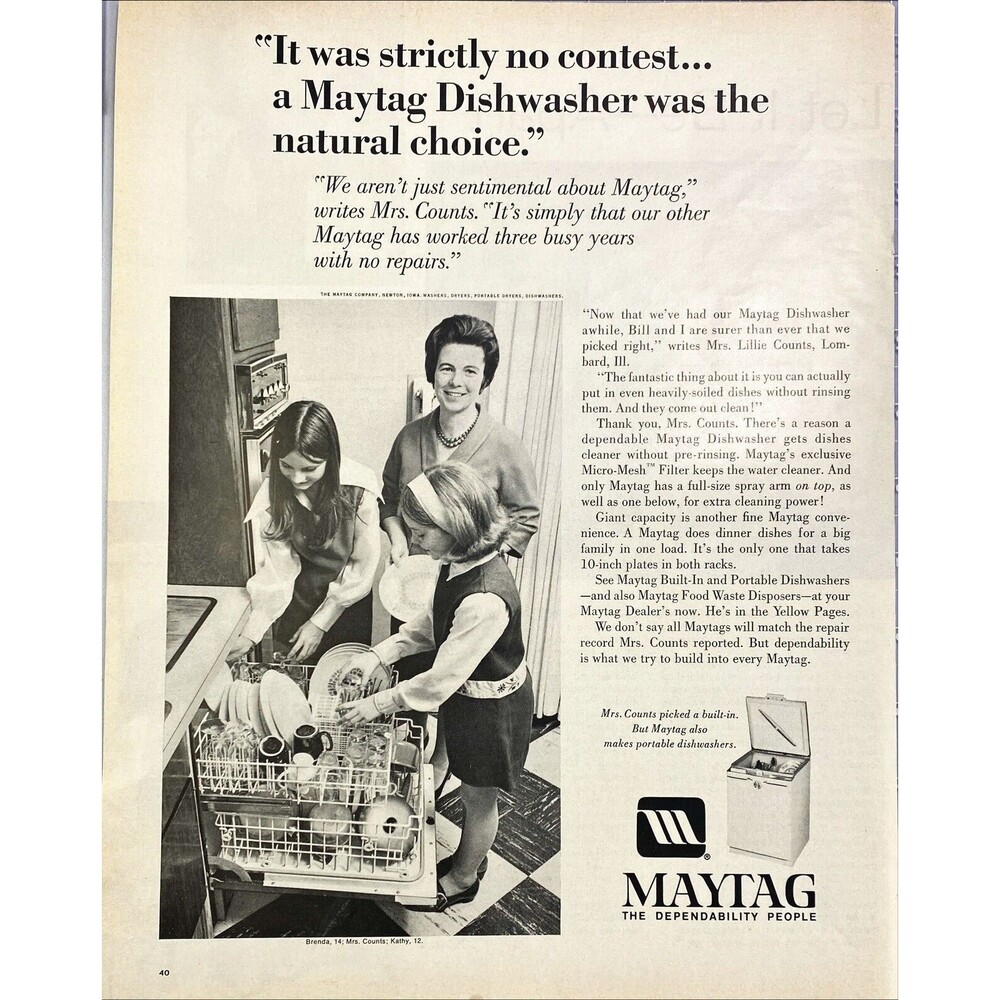 “It was strictly no contest...
a Maytag Dishwasher was the
natural choice.”
“We aren’t just sentimental about Maytag,”
writes Mrs. Counts. “It’s simply that our other
Maytag has worked three busy years
with no repairs.”
THE MAYTAG COMPANY, NEWTON, IOWA. WASHERS, DRYERS, PORTABLE DRYERS, DISHWASHERS.
“Now that we’ve had our Maytag Dishwasher
awhile, Bill and I are surer than ever that we
picked right,” writes Mrs. Lillie Counts, Lom-
bard, Ill.
“The fantastic thing about it is you can actually
put in even heavily-soiled dishes without rinsing
them. And they come out clean!”
Thank you, Mrs. Counts. There’s a reason a
dependable Maytag Dishwasher gets dishes
cleaner without pre-rinsing. Maytag’s exclusive
Micro-Mesh™ Filter keeps the water cleaner. And
only Maytag has a full-size spray arm on top, as
well as one below, for extra cleaning power!
Giant capacity is another fine Maytag conve-
nience. A Maytag does dinner dishes for a big
family in one load. It’s the only one that takes
10-inch plates in both racks.
See Maytag Built-In and Portable Dishwashers
—and also Maytag Food Waste Disposers—at your
Maytag Dealer’s now. He’s in the Yellow Pages.
We don’t say all Maytags will match the repair
record Mrs. Counts reported. But dependability
is what we try to build into every Maytag.
Mrs. Counts picked a built-in.
But Maytag also
makes portable dishwashers.
®
MAYTAG
THE DEPENDABILITY PEOPLE
Brenda, 14; Mrs. Counts; Kathy, 12.
40